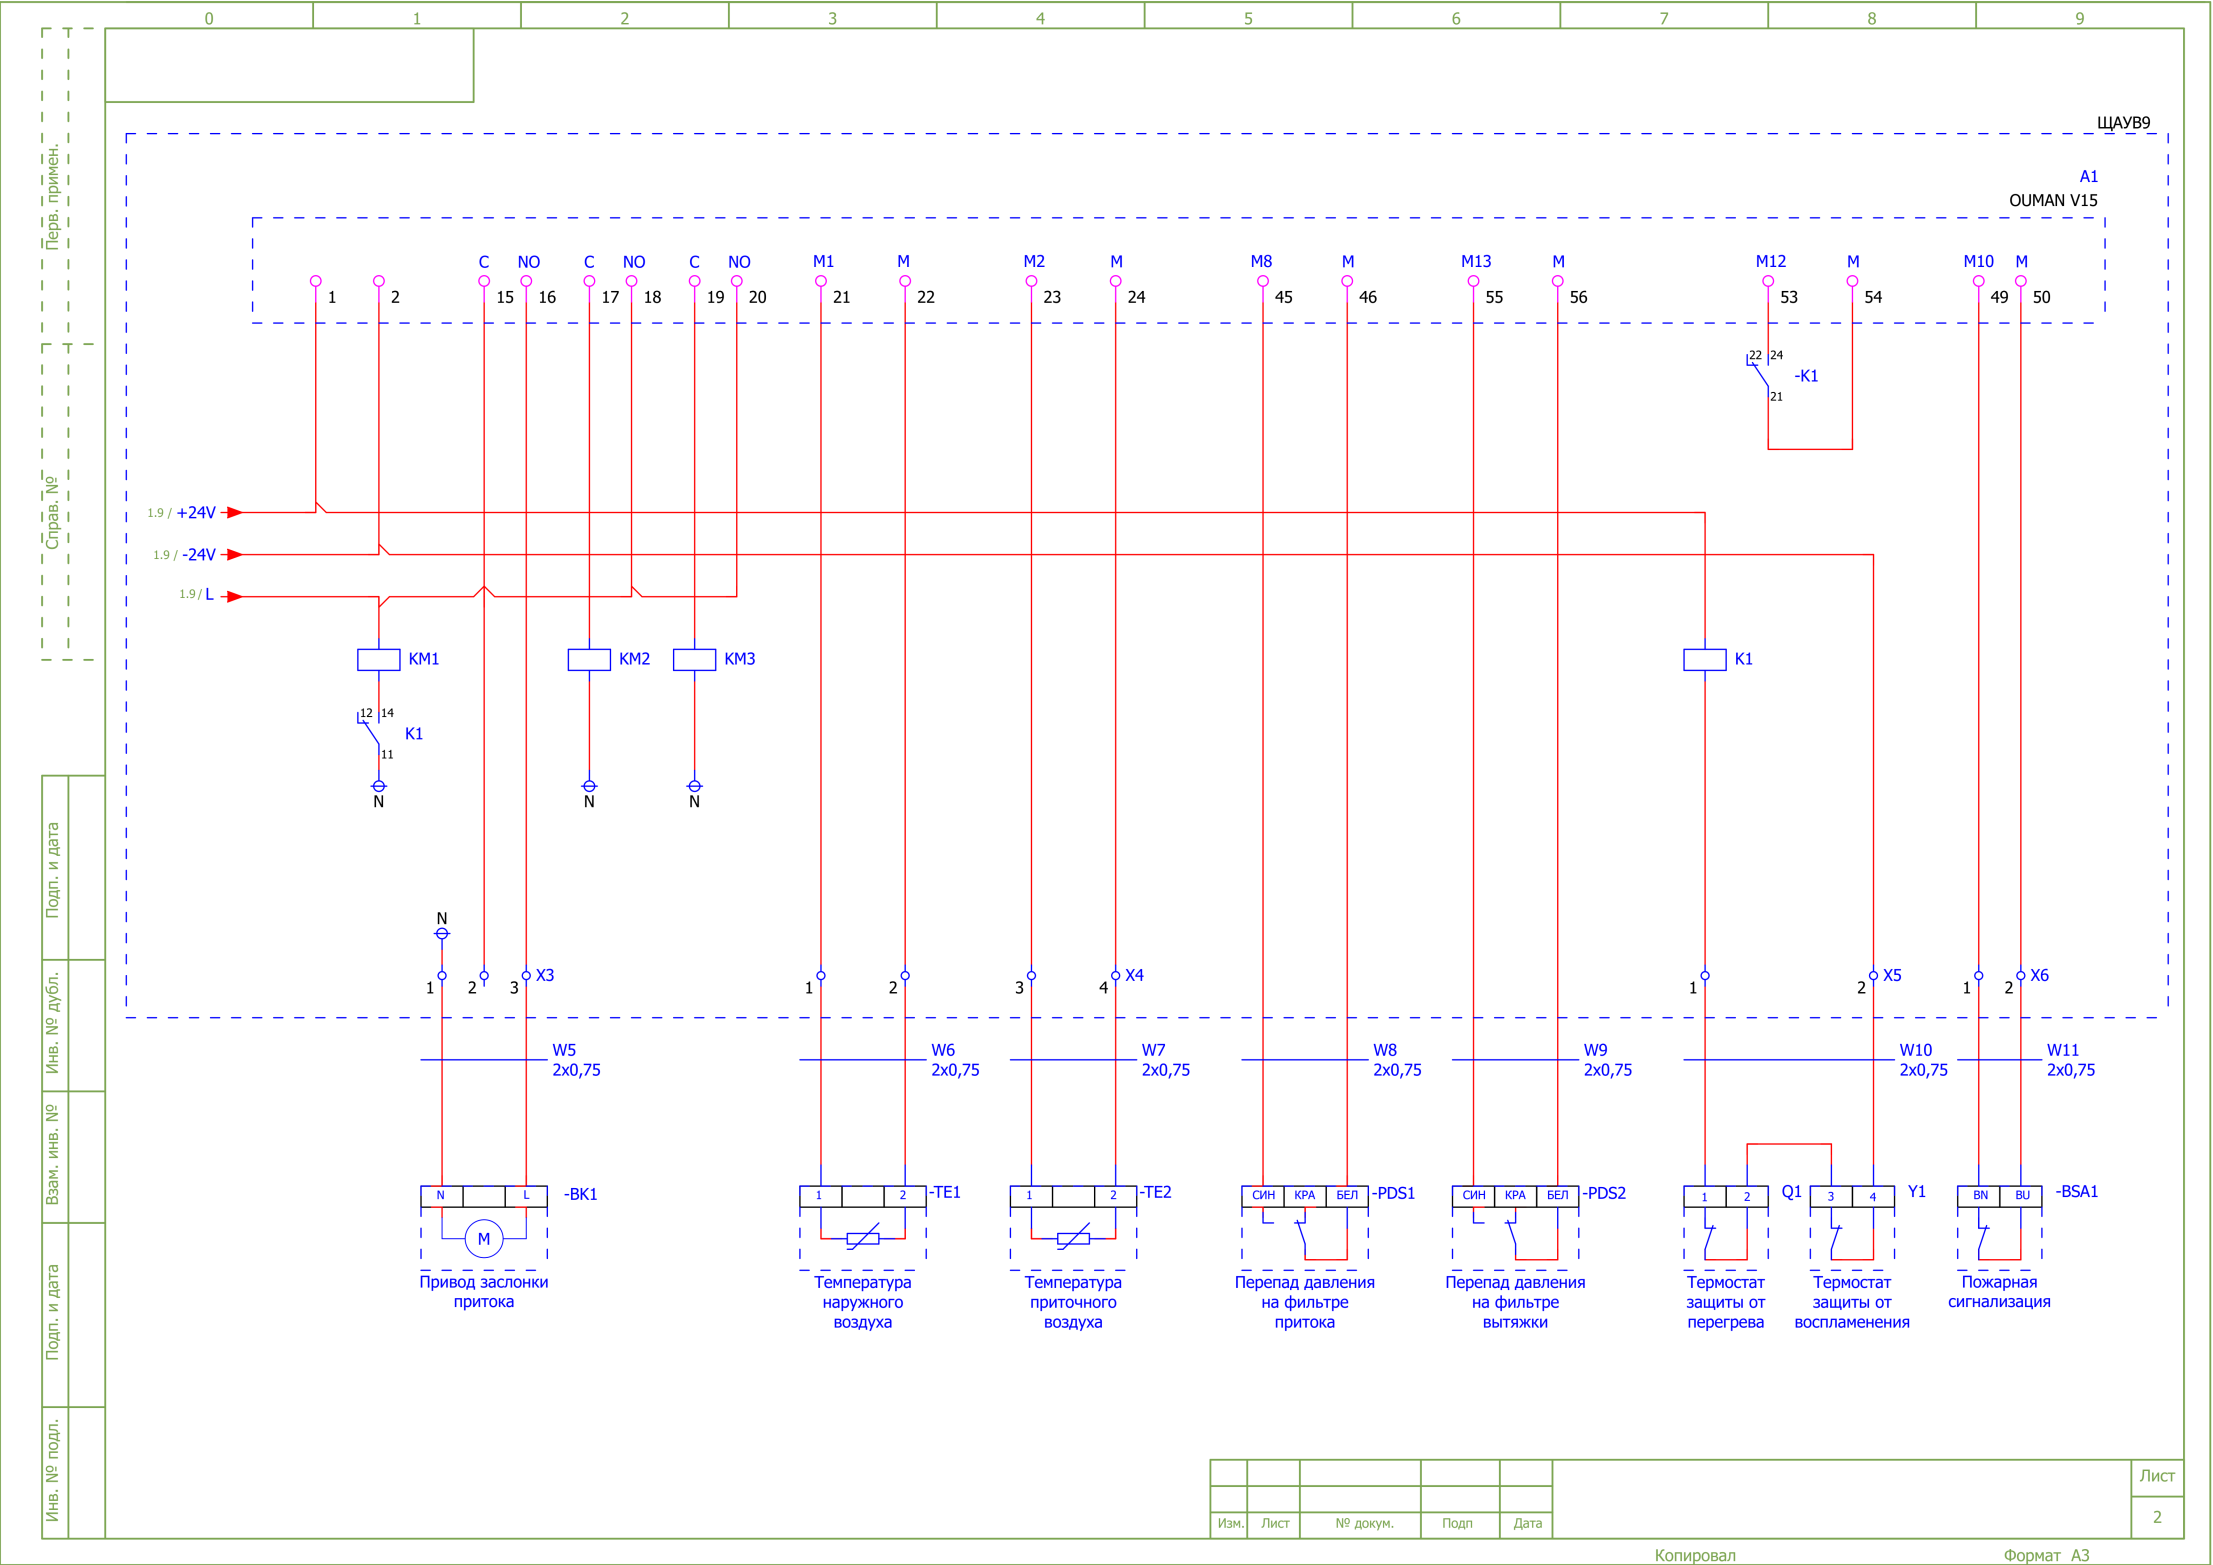 0 1 2 3 4 5 6 7 8 9
ЩАУВ9
A1
OUMAN V15
C NO C NO C NO M1 M M2 M M8 M M13 M M12 M M10 M
1 2 15 16 17 18 19 20 21 22 23 24 45 46 55 56 53 54 49 50
22 24
-K1
21
1.9 / +24V
1.9 / -24V
1.9 / L
KM1 KM2 KM3 K1
12 14
K1
11
N N N
N
X3 X4 X5 X6
1 2 3 1 2 3 4 1 2 1 2
W5 W6 W7 W8 W9 W10 W11
2x0,75 2x0,75 2x0,75 2x0,75 2x0,75 2x0,75 2x0,75
N L -BK1 1 2 -TE1 1 2 -TE2 СИН КРА БЕЛ -PDS1 СИН КРА БЕЛ -PDS2 1 2 Q1 3 4 Y1 BN BU -BSA1
M
Привод заслонки
притока
Температура
наружного
воздуха
Температура
приточного
воздуха
Перепад давления
на фильтре
притока
Перепад давления
на фильтре
вытяжки
Термостат
защиты от
перегрева
Термостат
защиты от
воспламенения
Пожарная
сигнализация
Перв. примен.
Справ. №
Подп. и дата
Инв. № дубл.
Взам. инв. №
Подп. и дата
Инв. № подл.
Изм. Лист № докум. Подп Дата
Лист
2
Копировал Формат A3